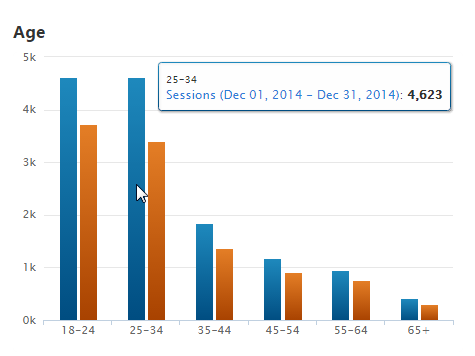 Age
5k
25-34
Sessions (Dec 01, 2014 - Dec 31, 2014): 4,623
4k
3k
2k
1k
0k
18-24 25-34 35-44 45-54 55-64 65+